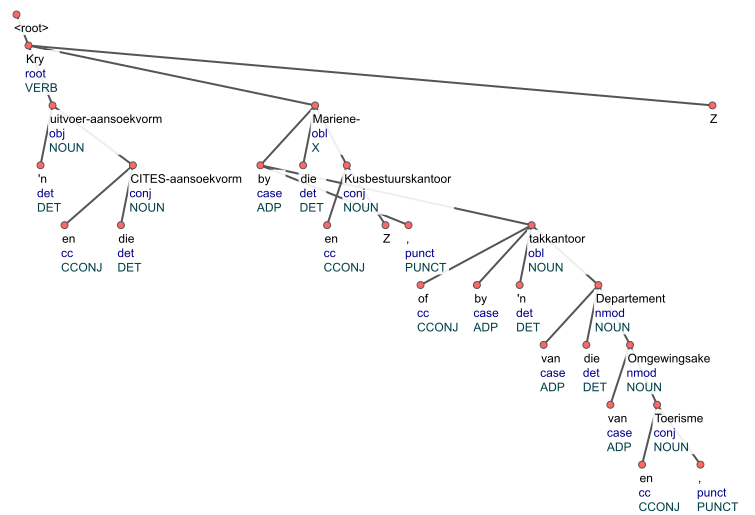 <root>
Kry
root
VERB
uitvoer-aansoekvorm
obj
NOUN
Mariene-
obl
X
Z
'n
det
DET
CITES-aansoekvorm
conj
NOUN
by
case
ADP
die
det
DET
Kusbestuurskantoor
conj
NOUN
en
cc
CCONJ
die
det
DET
en
cc
CCONJ
Z
,
punct
PUNCT
takkantoor
obl
NOUN
of
cc
CCONJ
by
case
ADP
'n
det
DET
Departement
nmod
NOUN
van
case
ADP
die
det
DET
Omgewingsake
nmod
NOUN
van
case
ADP
Toerisme
conj
NOUN
en
cc
CCONJ
,
punct
PUNCT